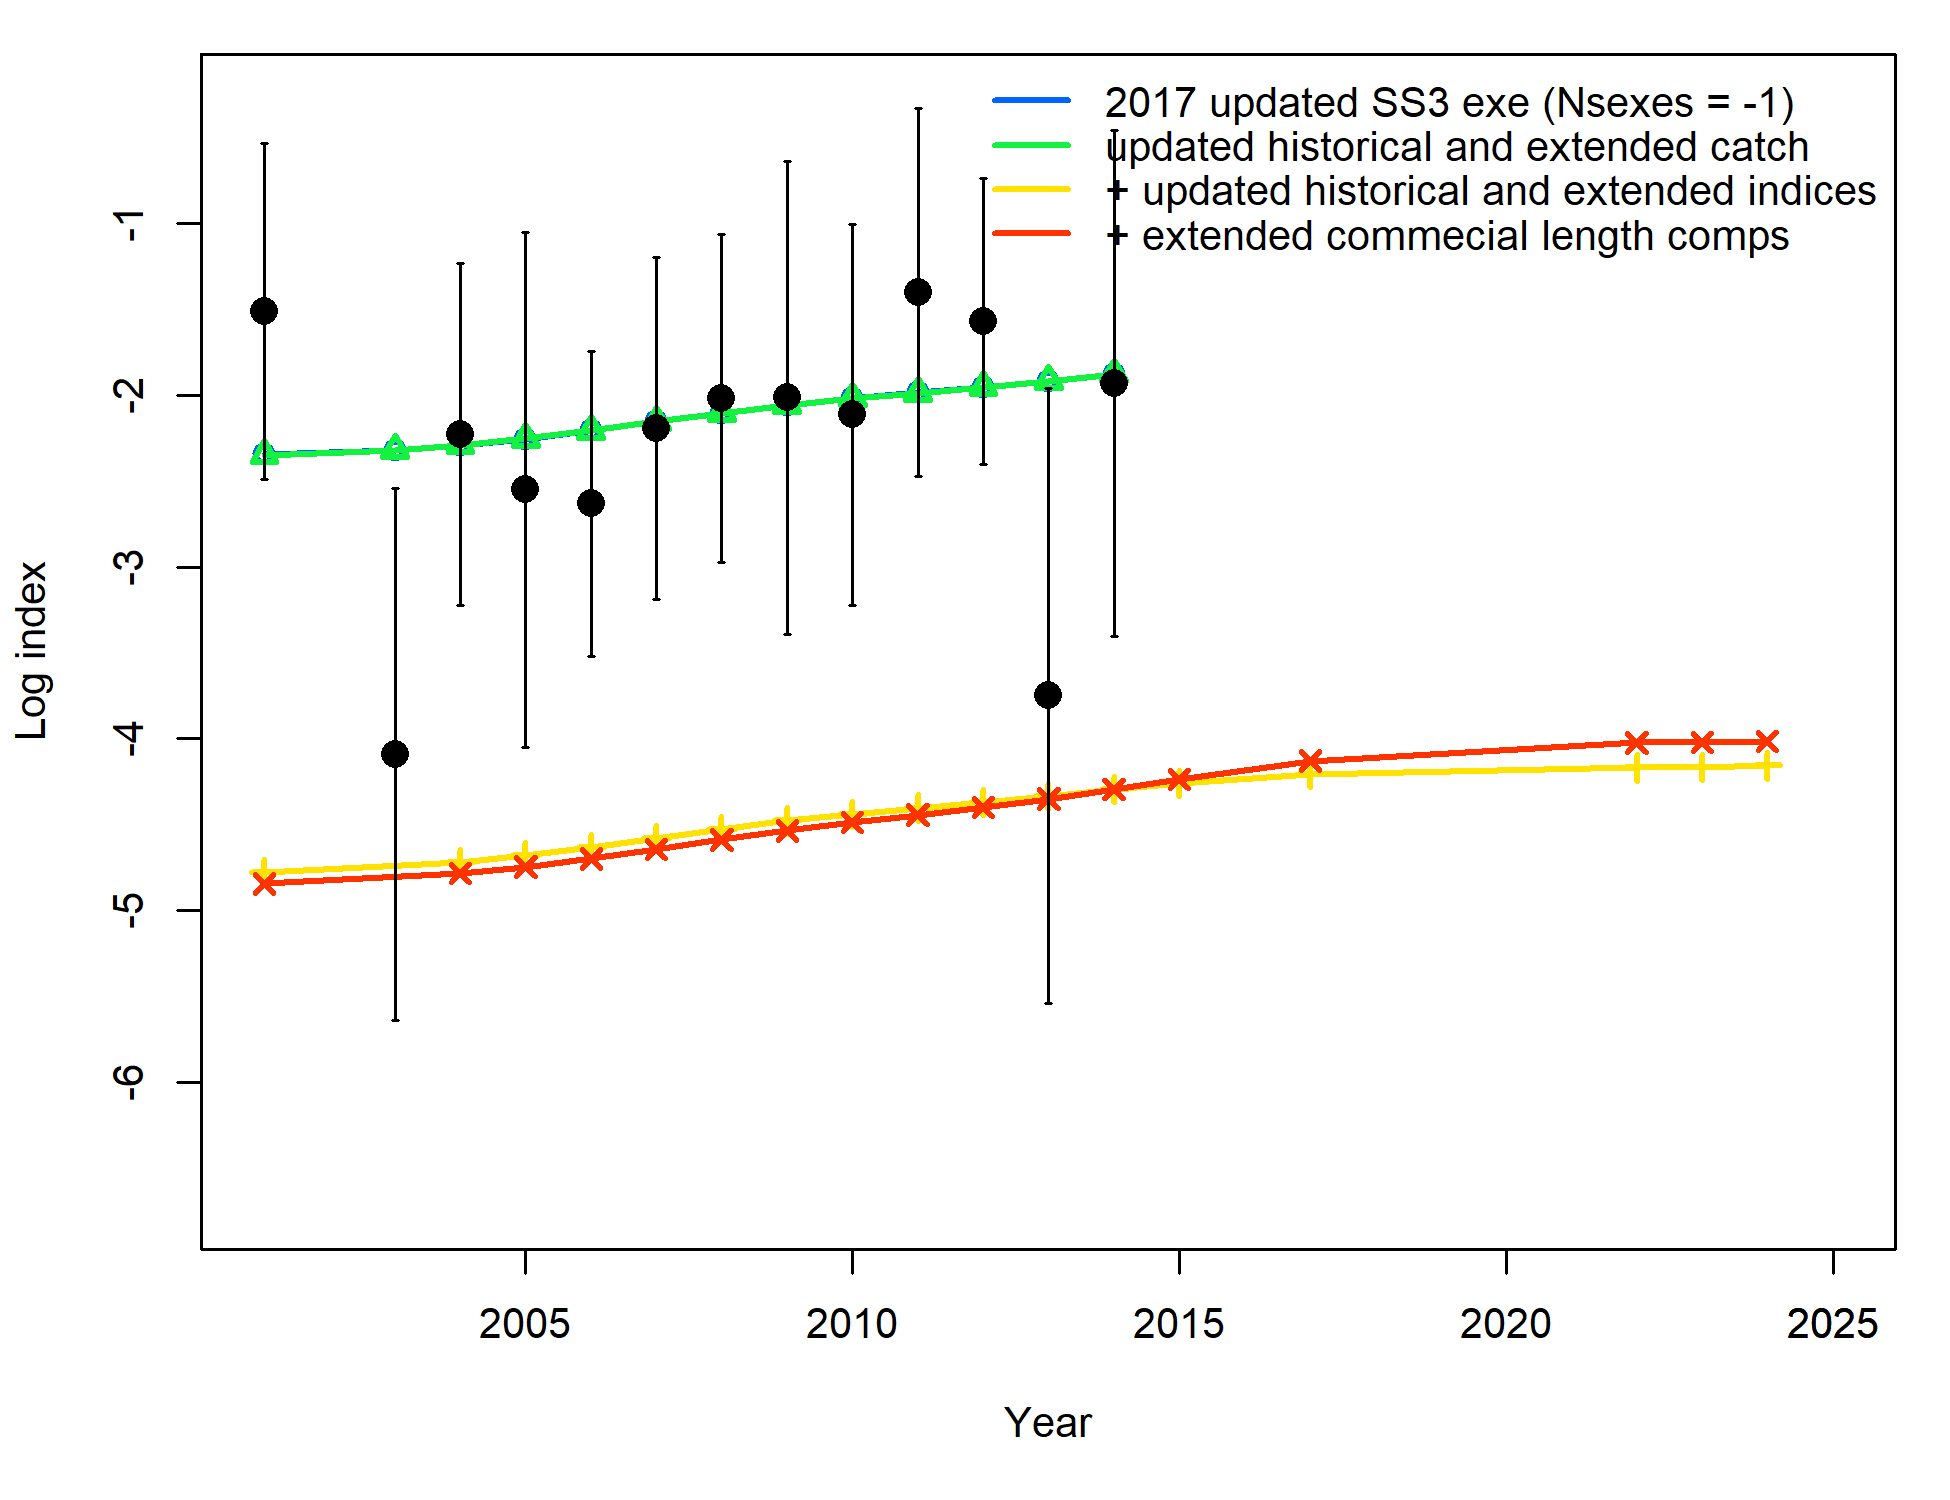 2017 updated SS3 exe (Nsexes = -1)
updated historical and extended catch
+ updated historical and extended indices
+ extended commecial length comps
-1
-2
-3
-4
-5
-6
Log index
2005
2010
2015
2020
2025
Year